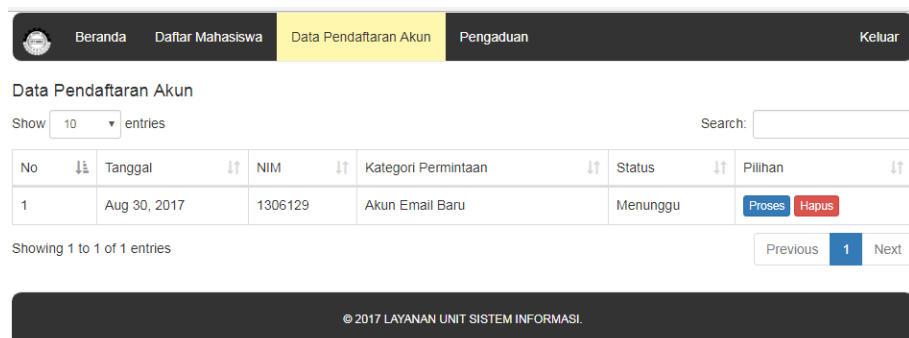 Beranda Daftar Mahasiswa Data Pendaftaran Akun Pengaduan Keluar
Data Pendaftaran Akun
Show 10 entries Search:
No Tanggal NIM Kategori Permintaan Status Pilihan
1 Aug 30, 2017 1306129 Akun Email Baru Menunggu Proses Hapus
Showing 1 to 1 of 1 entries Previous 1 Next
© 2017 LAYANAN UNIT SISTEM INFORMASI.